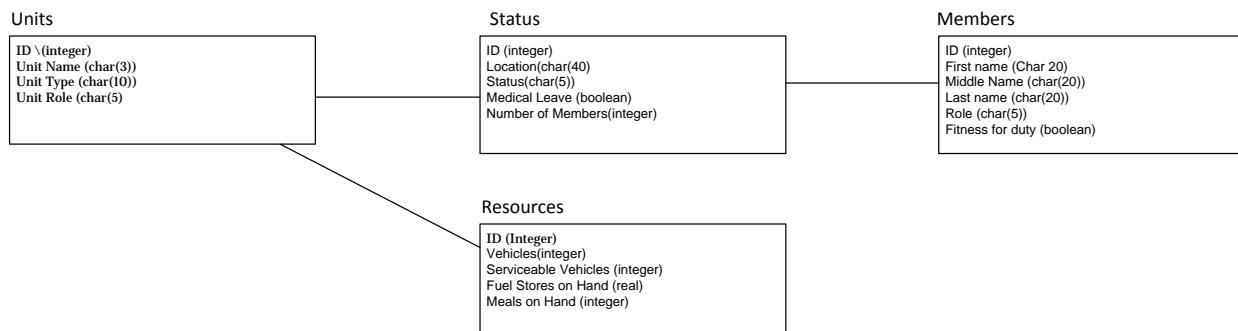 Units
ID \(integer)
Unit Name (char(3))
Unit Type (char(10))
Unit Role (char(5)
Status
ID (integer)
Location(char(40)
Status(char(5))
Medical Leave (boolean)
Number of Members(integer)
Members
ID (integer)
First name (Char 20)
Middle Name (char(20))
Last name (char(20))
Role (char(5))
Fitness for duty (boolean)
Resources
ID (Integer)
Vehicles(integer)
Serviceable Vehicles (integer)
Fuel Stores on Hand (real)
Meals on Hand (integer)